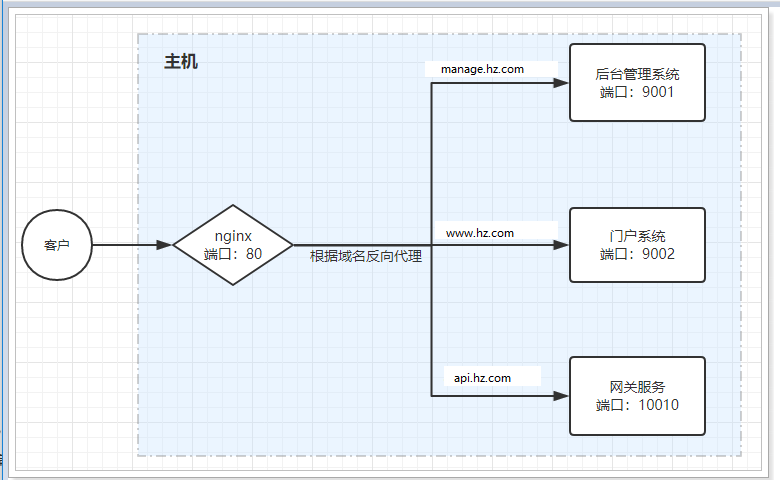 主机
manage.hz.com
后台管理系统
端口：9001
客户
nginx
端口：80
根据域名反向代理
www.hz.com
门户系统
端口：9002
api.hz.com
网关服务
端口：10010